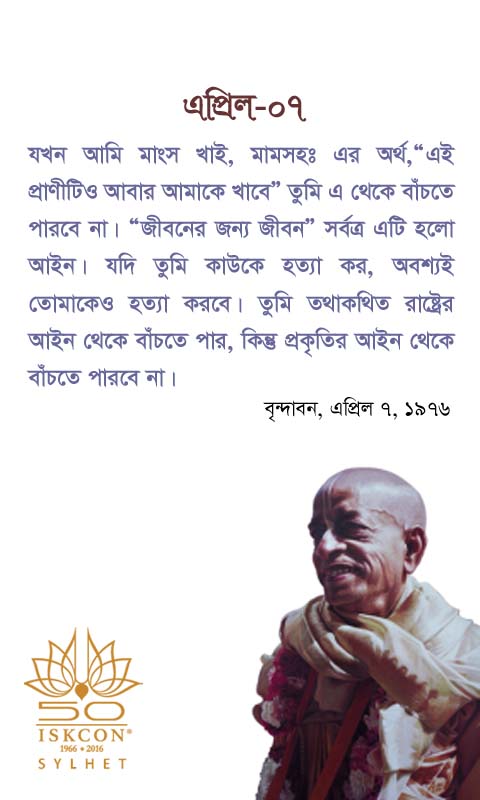 এপ্রিল-০৭
যখন আমি মাংস খাই, মামসহঃ এর অর্থ,“এই
প্রাণীটিও আবার আমাকে খাবে” তুমি এ থেকে বাঁচতে
পারবে না। “জীবনের জন্য জীবন” সর্বত্র এটি হলো
আইন। যদি তুমি কাউকে হত্যা কর, অবশ্যই
তোমাকেও হত্যা করবে। তুমি তথাকথিত রাষ্ট্রের
আইন থেকে বাঁচতে পার, কিন্তু প্রকৃতির আইন থেকে
বাঁচতে পারবে না।
বৃন্দাবন, এপ্রিল ৭, ১৯৭৬
50
ISKCON®
1966 • 2016
SYLHET